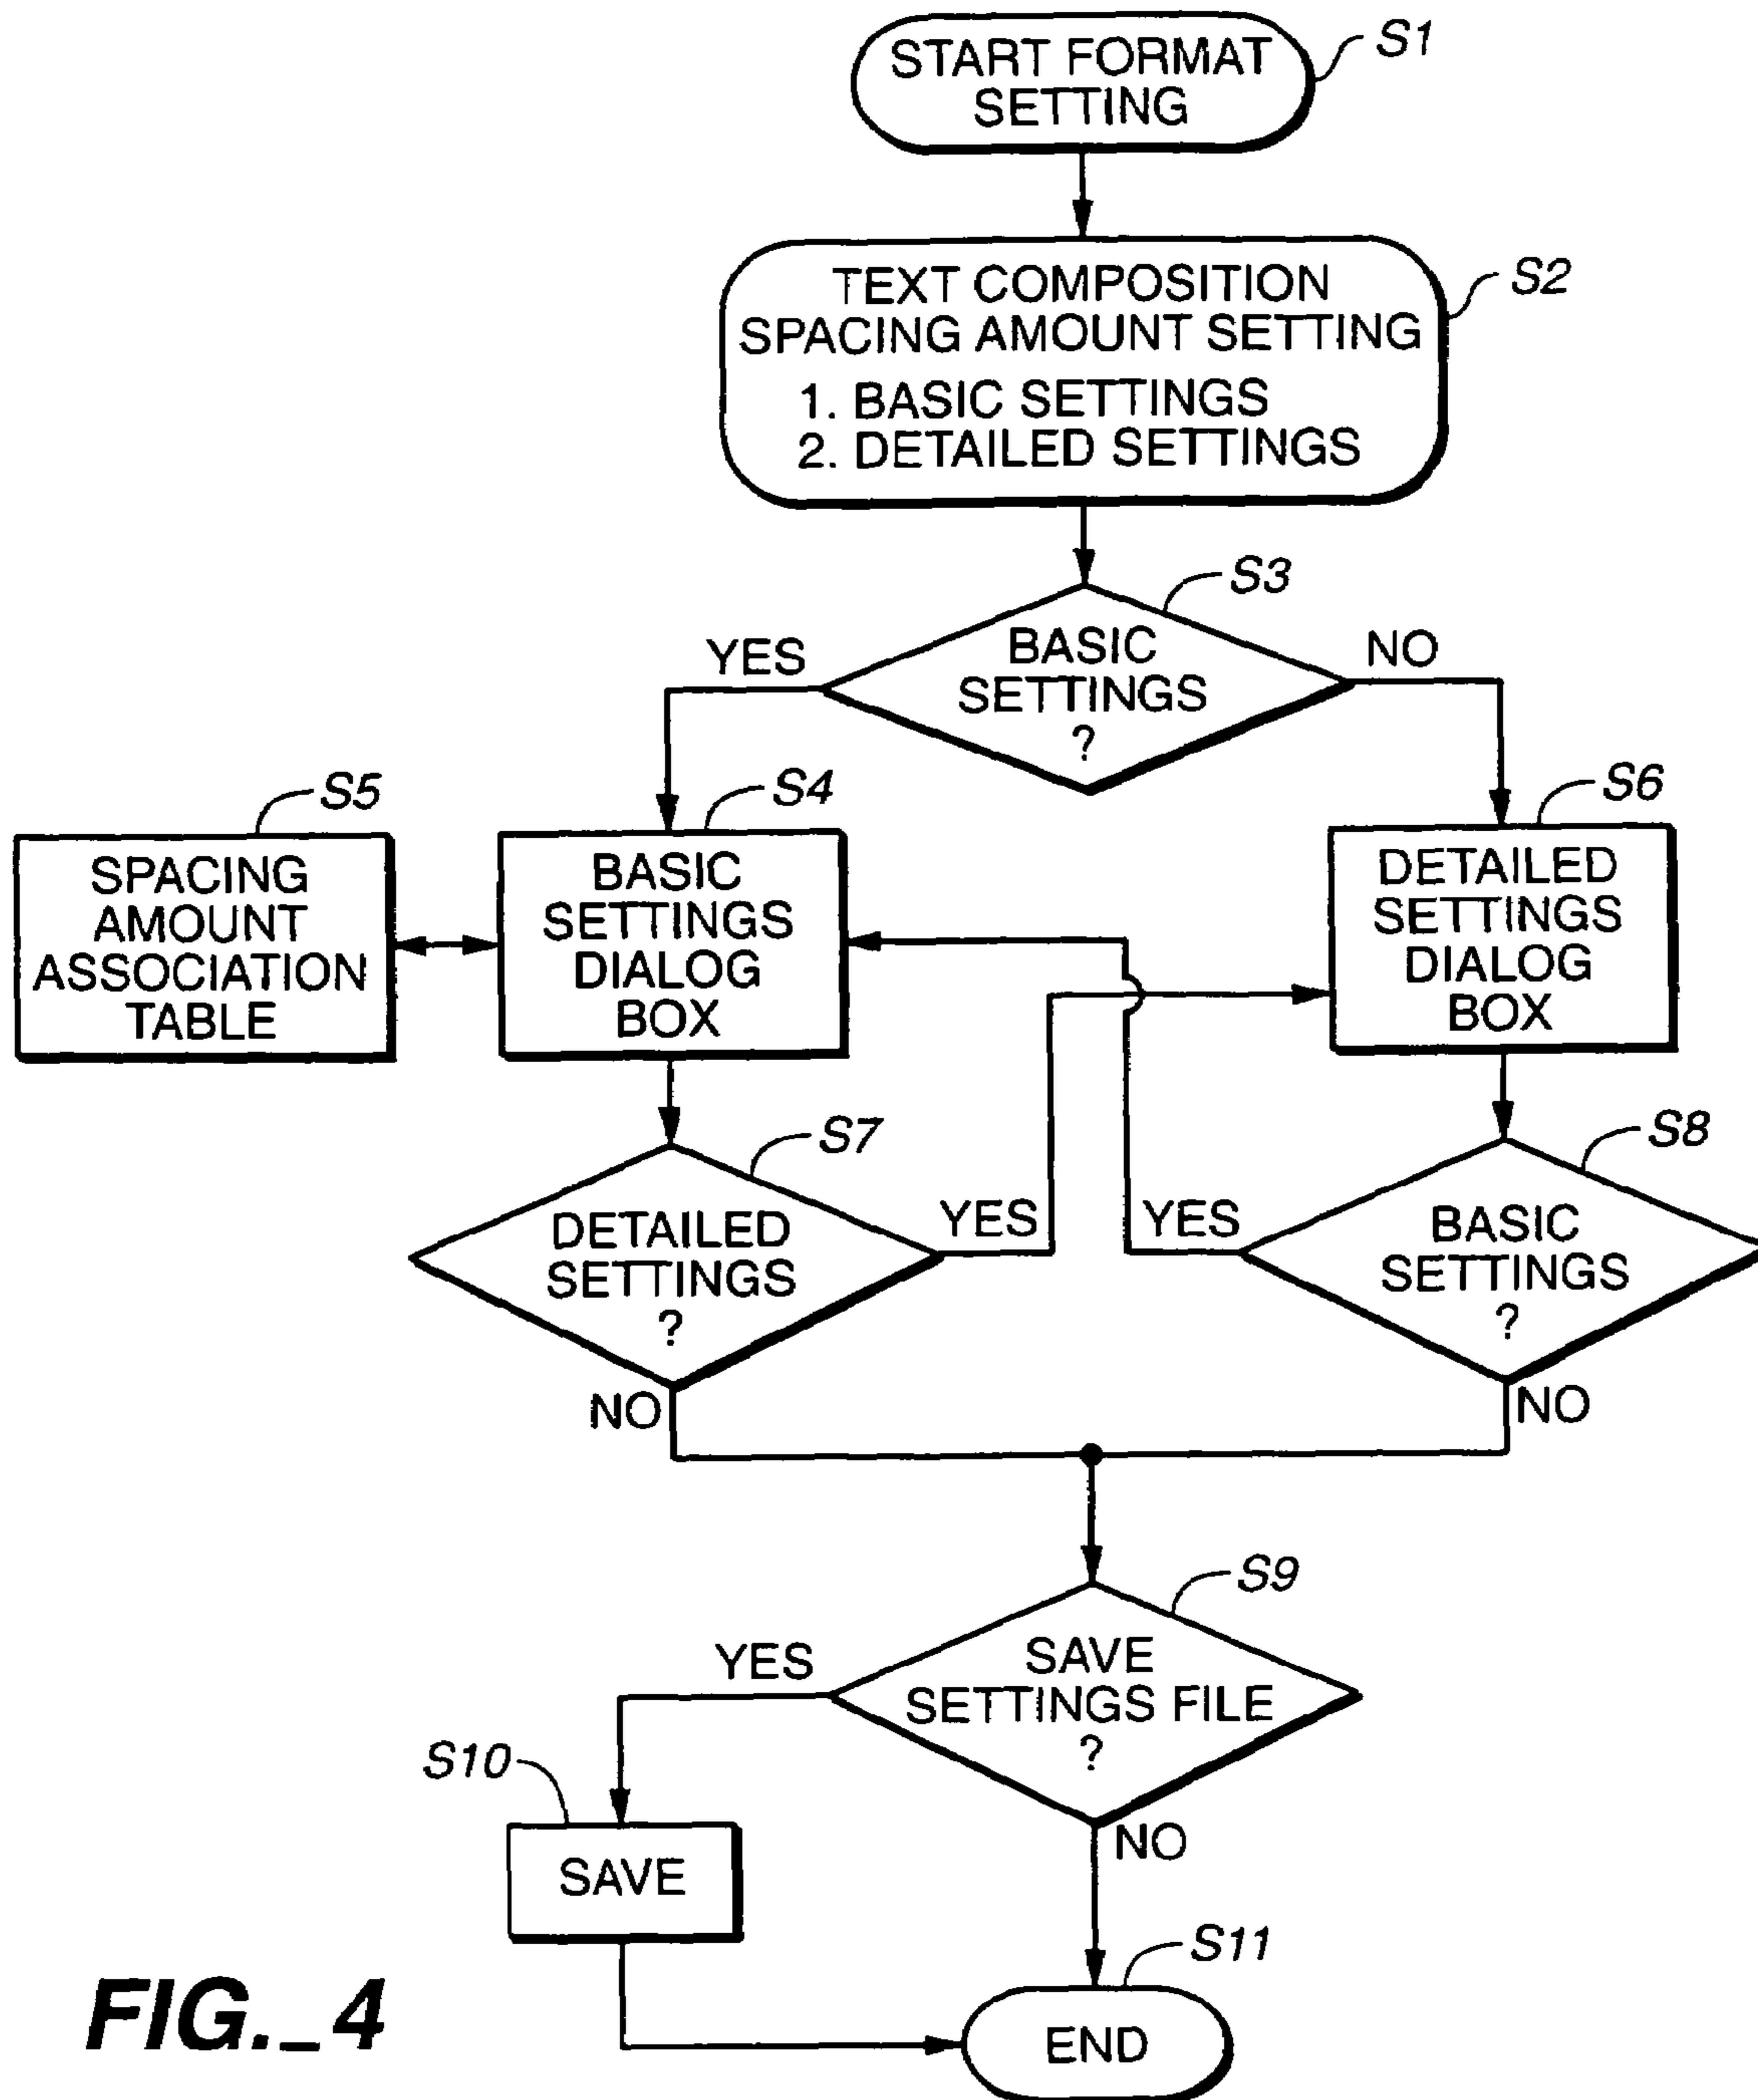 START FORMAT
SETTING
S1
TEXT COMPOSITION
SPACING AMOUNT SETTING
1. BASIC SETTINGS
2. DETAILED SETTINGS
S2
S3
YES
BASIC
SETTINGS
?
NO
S5
SPACING
AMOUNT
ASSOCIATION
TABLE
S4
BASIC
SETTINGS
DIALOG
BOX
S6
DETAILED
SETTINGS
DIALOG
BOX
S7
DETAILED
SETTINGS
?
YES
NO
S8
YES
BASIC
SETTINGS
?
NO
S9
YES
SAVE
SETTINGS FILE
?
NO
S10
SAVE
S11
END
FIG._4